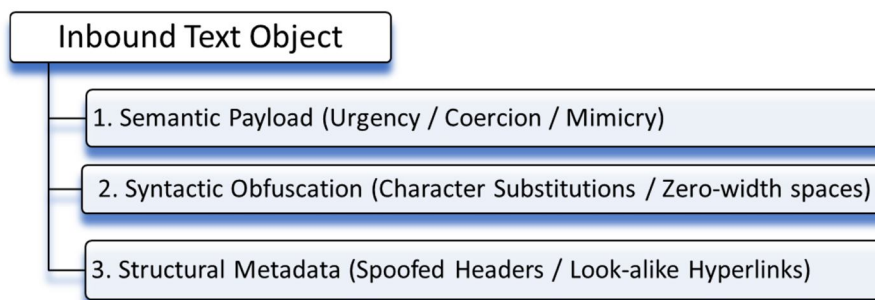 Inbound Text Object
1. Semantic Payload (Urgency / Coercion / Mimicry)
2. Syntactic Obfuscation (Character Substitutions / Zero-width spaces)
3. Structural Metadata (Spoofed Headers / Look-alike Hyperlinks)